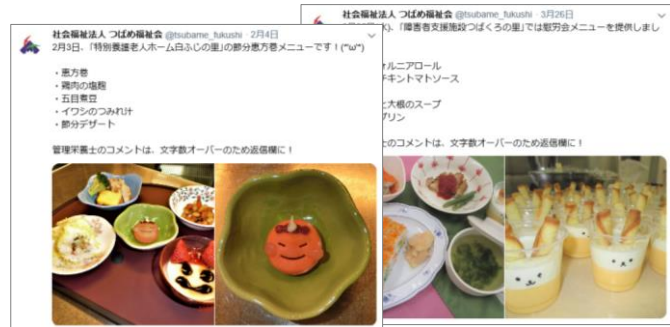 社会福祉法人 つばめ福祉会 @tsubame_fukushi・2月4日
2月3日、「特別養護老人ホーム白ふじの里」の節分恵方巻メニューです！(*'ω'*)
・恵方巻
・鶏肉の塩麹
・五目煮豆
・イワシのつみれ汁
・節分デザート
管理栄養士のコメントは、文字数オーバーのため返信欄に！
社会福祉法人 つばめ福祉会 @tsubame_fukushi・3月26日
「障害者支援施設つばくろの里」では慰労会メニューを提供しまし
ォルニアロール
チキントマトソース
と大根のスープ
プリン
士のコメントは、文字数オーバーのため返信欄に！